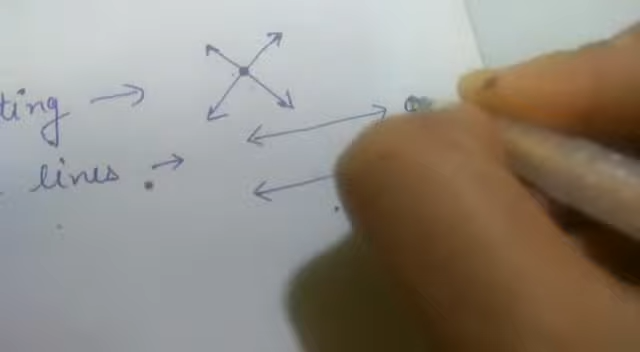 ting →
lines →